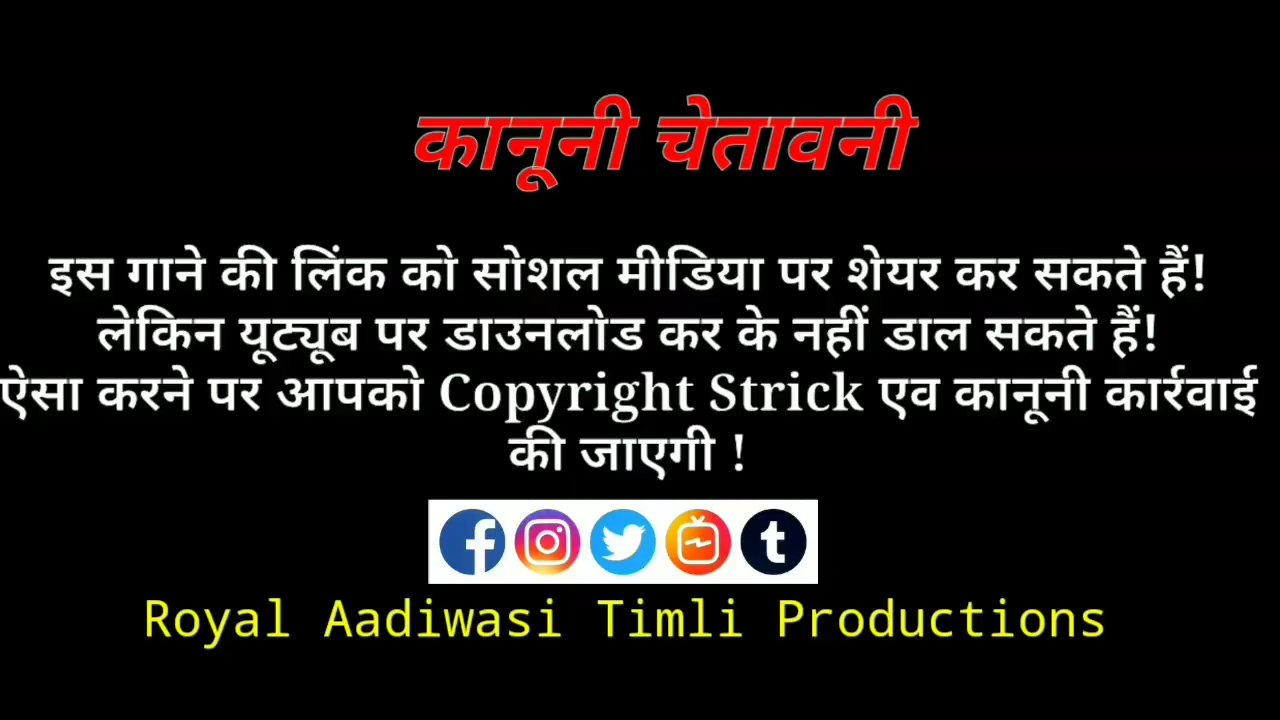 कानूनी चेतावनी
इस गाने की लिंक को सोशल मीडिया पर शेयर कर सकते हैं!
लेकिन यूट्यूब पर डाउनलोड कर के नहीं डाल सकते हैं!
ऐसा करने पर आपको Copyright Strick एव कानूनी कार्रवाई
की जाएगी !
Royal Aadiwasi Timli Productions